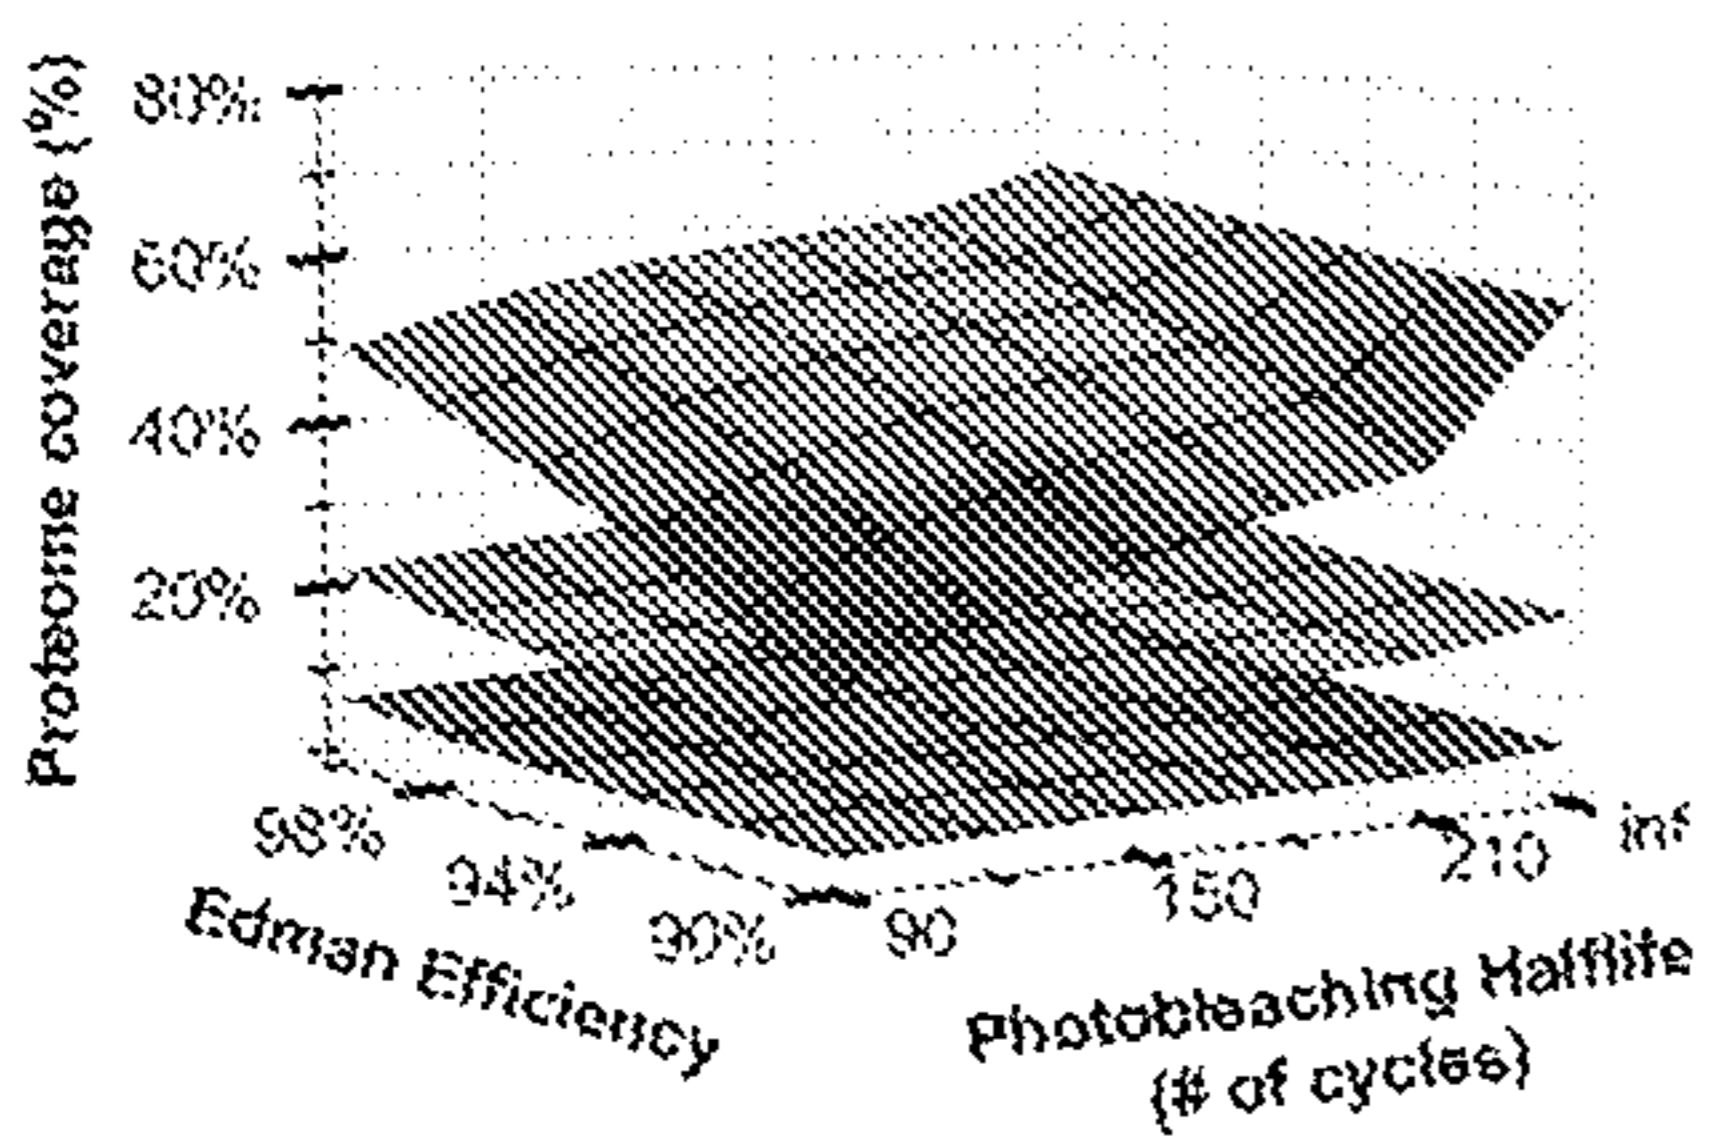 Proteome coverage (%)
80%
60%
40%
20%
98%
94%
90%
Edman Efficiency
90
150
210
inf
Photobleaching Halflife
(# of cycles)